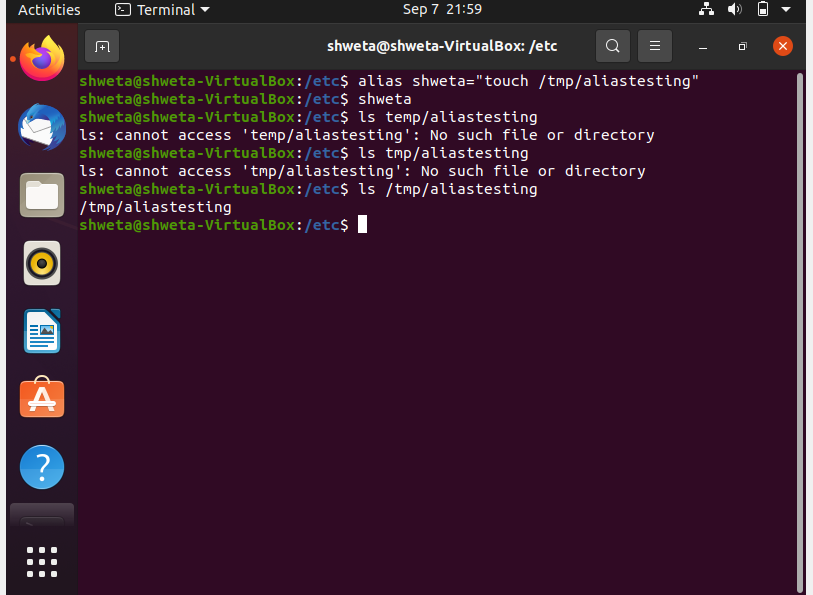 Activities Terminal Sep 7 21:59
shweta@shweta-VirtualBox: /etc
shweta@shweta-VirtualBox:/etc$ alias shweta="touch /tmp/aliastesting"
shweta@shweta-VirtualBox:/etc$ shweta
shweta@shweta-VirtualBox:/etc$ ls temp/aliastesting
ls: cannot access 'temp/aliastesting': No such file or directory
shweta@shweta-VirtualBox:/etc$ ls tmp/aliastesting
ls: cannot access 'tmp/aliastesting': No such file or directory
shweta@shweta-VirtualBox:/etc$ ls /tmp/aliastesting
/tmp/aliastesting
shweta@shweta-VirtualBox:/etc$